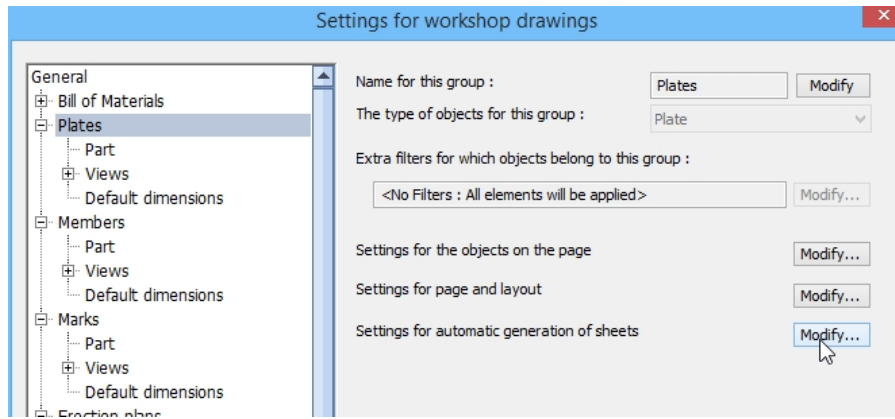 Settings for workshop drawings
General
Bill of Materials
Plates
Part
Views
Default dimensions
Members
Part
Views
Default dimensions
Marks
Part
Views
Default dimensions
Erection plans
Name for this group :
Plates
Modify
The type of objects for this group :
Plate
Extra filters for which objects belong to this group :
<No Filters : All elements will be applied>
Modify...
Settings for the objects on the page
Modify...
Settings for page and layout
Modify...
Settings for automatic generation of sheets
Modify...